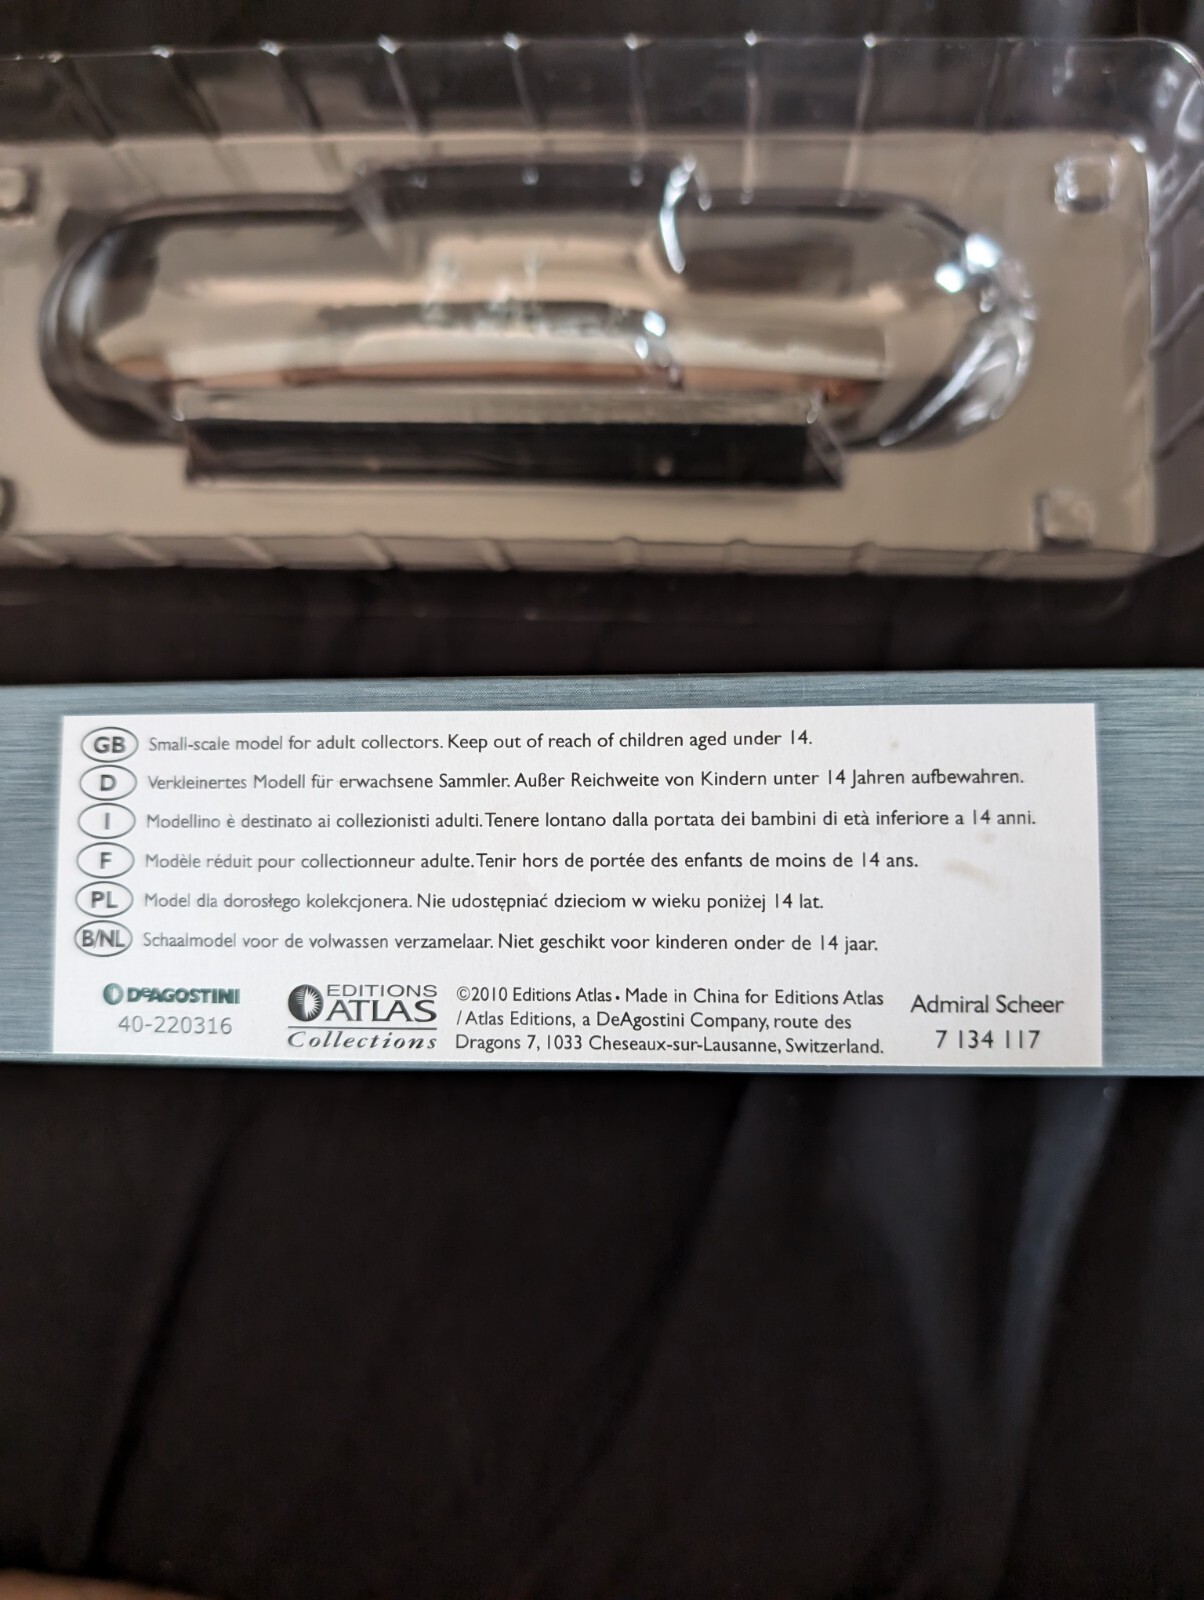 GB Small-scale model for adult collectors. Keep out of reach of children aged under 14.
D Verkleinertes Modell für erwachsene Sammler. Außer Reichweite von Kindern unter 14 Jahren aufbewahren.
I Modellino è destinato ai collezionisti adulti. Tenere lontano dalla portata dei bambini di età inferiore a 14 anni.
F Modèle réduit pour collectionneur adulte. Tenir hors de portée des enfants de moins de 14 ans.
PL Model dla dorosłego kolekcjonera. Nie udostępniać dzieciom w wieku poniżej 14 lat.
B/NL Schaalmodel voor de volwassen verzamelaar. Niet geschikt voor kinderen onder de 14 jaar.
DeAGOSTINI
40-220316
EDITIONS
ATLAS
Collections
©2010 Editions Atlas • Made in China for Editions Atlas
/ Atlas Editions, a DeAgostini Company, route des
Dragons 7, 1033 Cheseaux-sur-Lausanne, Switzerland.
Admiral Scheer
7 134 117